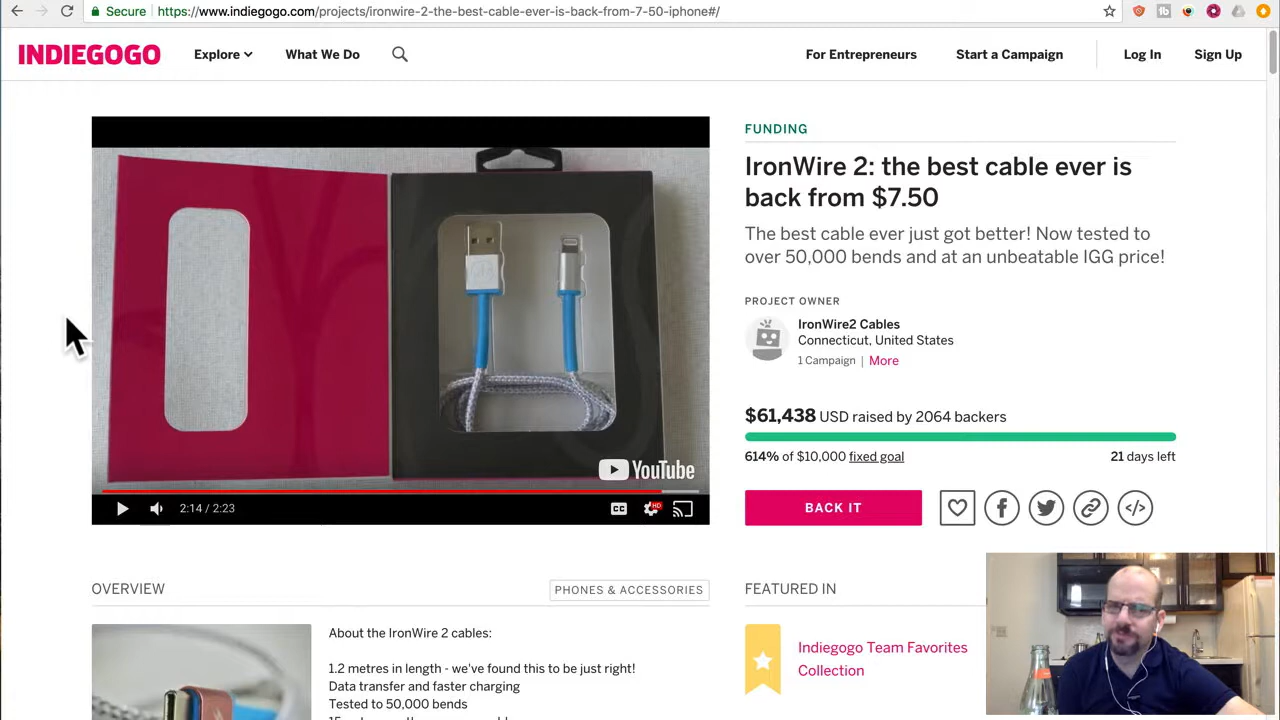 Secure https://www.indiegogo.com/projects/ironwire-2-the-best-cable-ever-is-back-from-7-50-iphone#/
INDIEGOGO
Explore
What We Do
For Entrepreneurs
Start a Campaign
Log In
Sign Up
YouTube
2:14 / 2:23
CC
HD
FUNDING
IronWire 2: the best cable ever is
back from $7.50
The best cable ever just got better! Now tested to
over 50,000 bends and at an unbeatable IGG price!
PROJECT OWNER
IronWire2 Cables
Connecticut, United States
1 Campaign | More
$61,438 USD raised by 2064 backers
614% of $10,000 fixed goal
21 days left
BACK IT
OVERVIEW
PHONES & ACCESSORIES
About the IronWire 2 cables:
1.2 metres in length - we've found this to be just right!
Data transfer and faster charging
Tested to 50,000 bends
FEATURED IN
Indiegogo Team Favorites
Collection